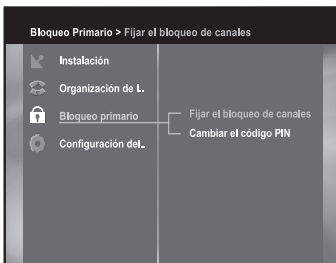 Bloqueo Primario > Fijar el bloqueo de canales
Instalación
Organización de L.
Bloqueo primario
Fijar el bloqueo de canales
Cambiar el código PIN
Configuración del..